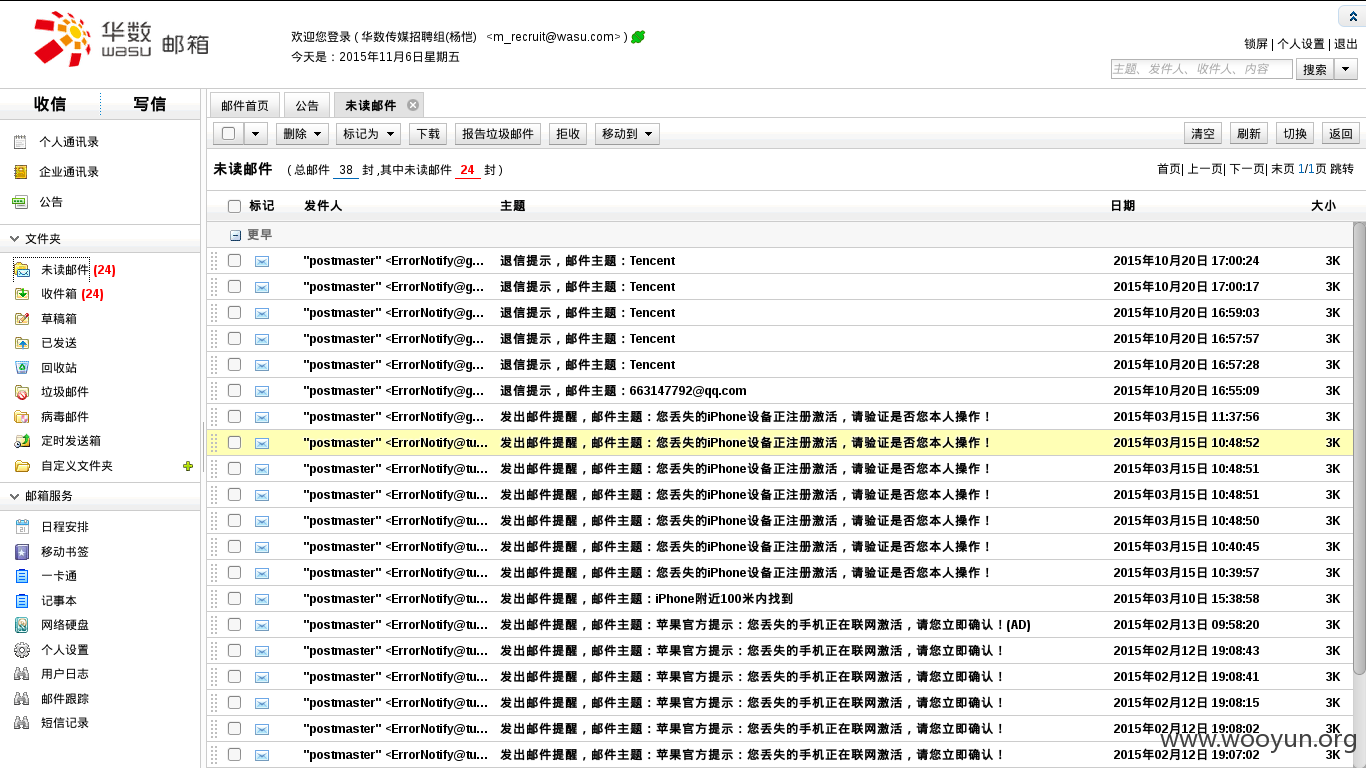 华数 wasu 邮箱
欢迎您登录 ( 华数传媒招聘组(杨恺) <m_recruit@wasu.com> )
今天是：2015年11月6日星期五
锁屏 | 个人设置 | 退出
主题、发件人、收件人、内容 搜索
收信 写信
个人通讯录
企业通讯录
公告
文件夹
未读邮件 (24)
收件箱 (24)
草稿箱
已发送
回收站
垃圾邮件
病毒邮件
定时发送箱
自定义文件夹
邮箱服务
日程安排
移动书签
一卡通
记事本
网络硬盘
个人设置
用户日志
邮件跟踪
短信记录
邮件首页 公告 未读邮件
删除 标记为 下载 报告垃圾邮件 拒收 移动到 清空 刷新 切换 返回
未读邮件 ( 总邮件 38 封 ,其中未读邮件 24 封 ) 首页| 上一页| 下一页| 末页 1/1页 跳转
标记 发件人 主题 日期 大小
更早
"postmaster" <ErrorNotify@g... 退信提示，邮件主题：Tencent 2015年10月20日 17:00:24 3K
"postmaster" <ErrorNotify@g... 退信提示，邮件主题：Tencent 2015年10月20日 17:00:17 3K
"postmaster" <ErrorNotify@g... 退信提示，邮件主题：Tencent 2015年10月20日 16:59:03 3K
"postmaster" <ErrorNotify@g... 退信提示，邮件主题：Tencent 2015年10月20日 16:57:57 3K
"postmaster" <ErrorNotify@g... 退信提示，邮件主题：Tencent 2015年10月20日 16:57:28 3K
"postmaster" <ErrorNotify@g... 退信提示，邮件主题：663147792@qq.com 2015年10月20日 16:55:09 3K
"postmaster" <ErrorNotify@g... 发出邮件提醒，邮件主题：您丢失的iPhone设备正注册激活，请验证是否您本人操作！ 2015年03月15日 11:37:56 3K
"postmaster" <ErrorNotify@tu... 发出邮件提醒，邮件主题：您丢失的iPhone设备正注册激活，请验证是否您本人操作！ 2015年03月15日 10:48:52 3K
"postmaster" <ErrorNotify@tu... 发出邮件提醒，邮件主题：您丢失的iPhone设备正注册激活，请验证是否您本人操作！ 2015年03月15日 10:48:51 3K
"postmaster" <ErrorNotify@tu... 发出邮件提醒，邮件主题：您丢失的iPhone设备正注册激活，请验证是否您本人操作！ 2015年03月15日 10:48:51 3K
"postmaster" <ErrorNotify@tu... 发出邮件提醒，邮件主题：您丢失的iPhone设备正注册激活，请验证是否您本人操作！ 2015年03月15日 10:48:50 3K
"postmaster" <ErrorNotify@tu... 发出邮件提醒，邮件主题：您丢失的iPhone设备正注册激活，请验证是否您本人操作！ 2015年03月15日 10:40:45 3K
"postmaster" <ErrorNotify@tu... 发出邮件提醒，邮件主题：您丢失的iPhone设备正注册激活，请验证是否您本人操作！ 2015年03月15日 10:39:57 3K
"postmaster" <ErrorNotify@tu... 发出邮件提醒，邮件主题：iPhone附近100米内找到 2015年03月10日 15:38:58 3K
"postmaster" <ErrorNotify@tu... 发出邮件提醒，邮件主题：苹果官方提示：您丢失的手机正在联网激活，请您立即确认！(AD) 2015年02月13日 09:58:20 3K
"postmaster" <ErrorNotify@tu... 发出邮件提醒，邮件主题：苹果官方提示：您丢失的手机正在联网激活，请您立即确认！ 2015年02月12日 19:08:43 3K
"postmaster" <ErrorNotify@tu... 发出邮件提醒，邮件主题：苹果官方提示：您丢失的手机正在联网激活，请您立即确认！ 2015年02月12日 19:08:41 3K
"postmaster" <ErrorNotify@tu... 发出邮件提醒，邮件主题：苹果官方提示：您丢失的手机正在联网激活，请您立即确认！ 2015年02月12日 19:08:15 3K
"postmaster" <ErrorNotify@tu... 发出邮件提醒，邮件主题：苹果官方提示：您丢失的手机正在联网激活，请您立即确认！ 2015年02月12日 19:08:02 3K
"postmaster" <ErrorNotify@tu... 发出邮件提醒，邮件主题：苹果官方提示：您丢失的手机正在联网激活，请您立即确认！ 2015年02月12日 19:07:02 3K
www.wooyun.org